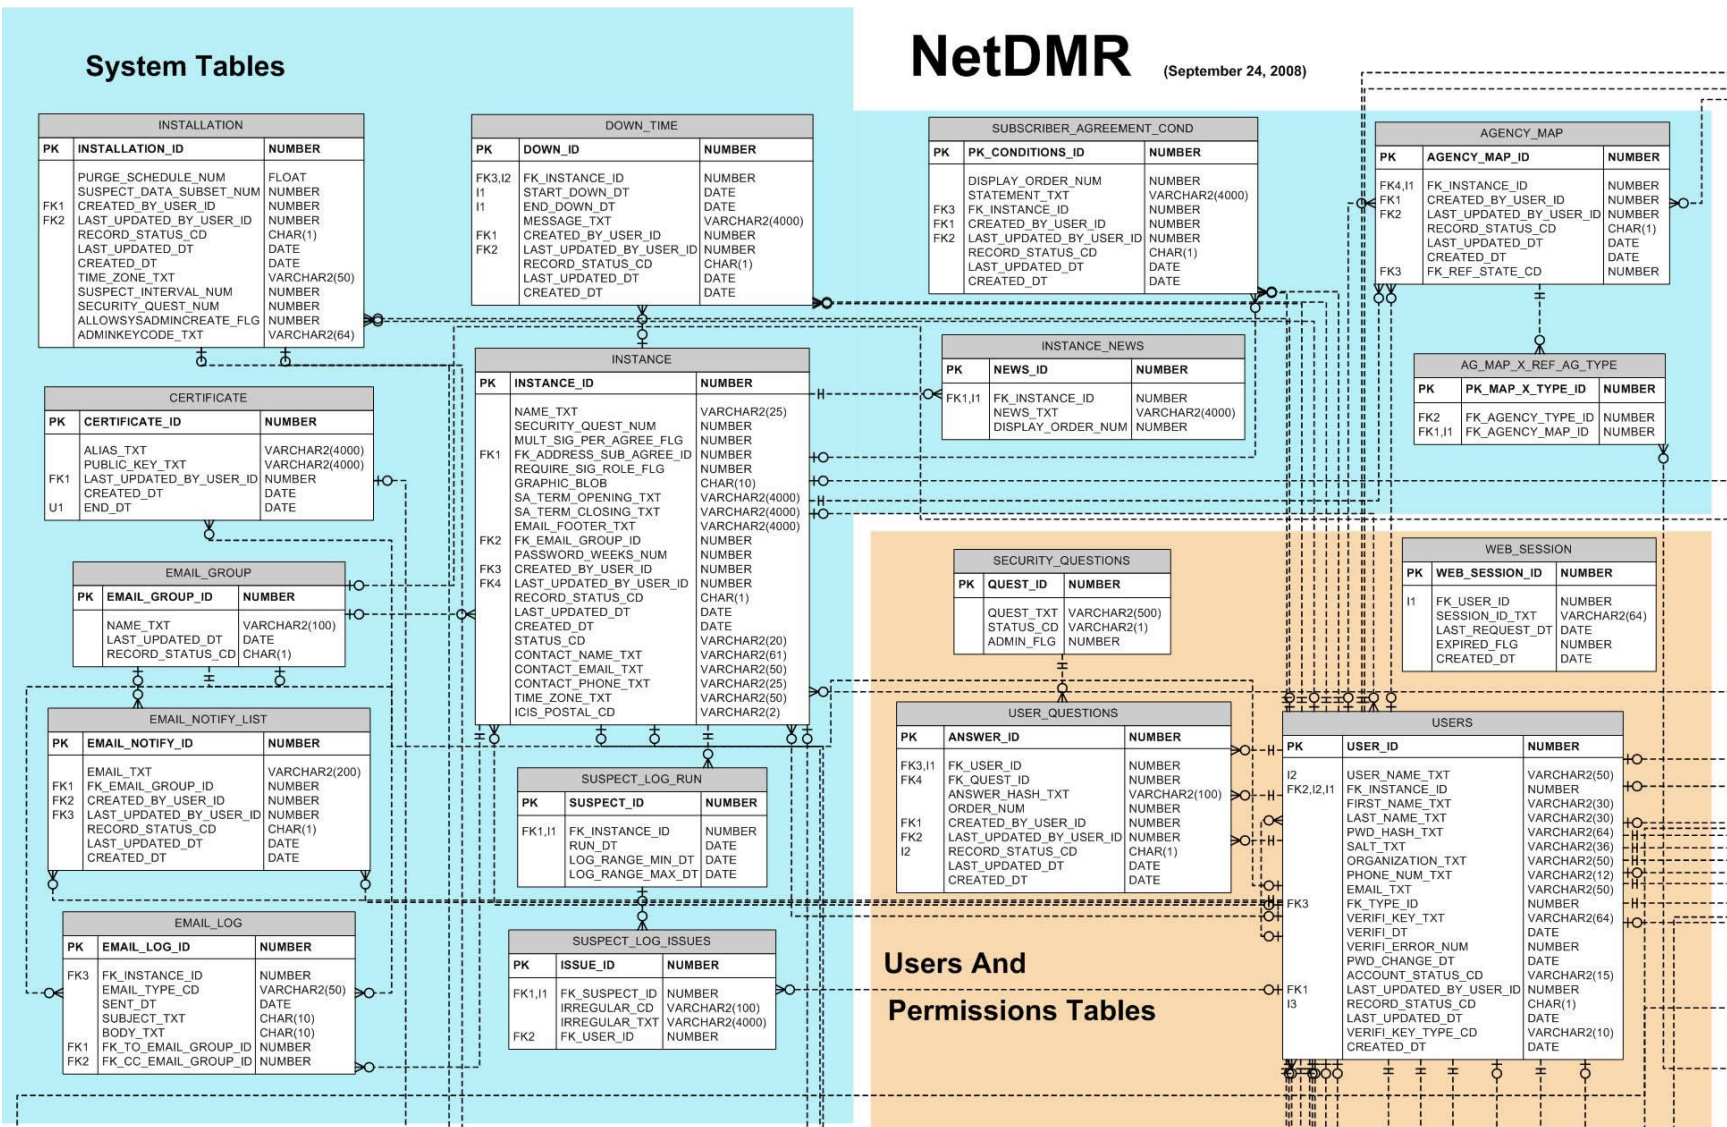 System Tables
NetDMR (September 24, 2008)
INSTALLATION
PK INSTALLATION_ID NUMBER
PURGE_SCHEDULE_NUM FLOAT
SUSPECT_DATA_SUBSET_NUM NUMBER
FK1 CREATED_BY_USER_ID NUMBER
FK2 LAST_UPDATED_BY_USER_ID NUMBER
RECORD_STATUS_CD CHAR(1)
LAST_UPDATED_DT DATE
CREATED_DT DATE
TIME_ZONE_TXT VARCHAR2(50)
SUSPECT_INTERVAL_NUM NUMBER
SECURITY_QUEST_NUM NUMBER
ALLOWSYSADMINCREATE_FLG NUMBER
ADMINKEYCODE_TXT VARCHAR2(64)
DOWN_TIME
PK DOWN_ID NUMBER
FK3,I2 FK_INSTANCE_ID NUMBER
I1 START_DOWN_DT DATE
I1 END_DOWN_DT DATE
MESSAGE_TXT VARCHAR2(4000)
FK1 CREATED_BY_USER_ID NUMBER
FK2 LAST_UPDATED_BY_USER_ID NUMBER
RECORD_STATUS_CD CHAR(1)
LAST_UPDATED_DT DATE
CREATED_DT DATE
SUBSCRIBER_AGREEMENT_COND
PK PK_CONDITIONS_ID NUMBER
DISPLAY_ORDER_NUM NUMBER
STATEMENT_TXT VARCHAR2(4000)
FK3 FK_INSTANCE_ID NUMBER
FK1 CREATED_BY_USER_ID NUMBER
FK2 LAST_UPDATED_BY_USER_ID NUMBER
RECORD_STATUS_CD CHAR(1)
LAST_UPDATED_DT DATE
CREATED_DT DATE
AGENCY_MAP
PK AGENCY_MAP_ID NUMBER
FK4,I1 FK_INSTANCE_ID NUMBER
FK1 CREATED_BY_USER_ID NUMBER
FK2 LAST_UPDATED_BY_USER_ID NUMBER
RECORD_STATUS_CD CHAR(1)
LAST_UPDATED_DT DATE
CREATED_DT DATE
FK3 FK_REF_STATE_CD NUMBER
CERTIFICATE
PK CERTIFICATE_ID NUMBER
ALIAS_TXT VARCHAR2(4000)
PUBLIC_KEY_TXT VARCHAR2(4000)
FK1 LAST_UPDATED_BY_USER_ID NUMBER
CREATED_DT DATE
U1 END_DT DATE
INSTANCE
PK INSTANCE_ID NUMBER
NAME_TXT VARCHAR2(25)
SECURITY_QUEST_NUM NUMBER
MULT_SIG_PER_AGREE_FLG NUMBER
FK1 FK_ADDRESS_SUB_AGREE_ID NUMBER
REQUIRE_SIG_ROLE_FLG NUMBER
GRAPHIC_BLOB CHAR(10)
SA_TERM_OPENING_TXT VARCHAR2(4000)
SA_TERM_CLOSING_TXT VARCHAR2(4000)
EMAIL_FOOTER_TXT VARCHAR2(4000)
FK2 FK_EMAIL_GROUP_ID NUMBER
PASSWORD_WEEKS_NUM NUMBER
FK3 CREATED_BY_USER_ID NUMBER
FK4 LAST_UPDATED_BY_USER_ID NUMBER
RECORD_STATUS_CD CHAR(1)
LAST_UPDATED_DT DATE
CREATED_DT DATE
STATUS_CD VARCHAR2(20)
CONTACT_NAME_TXT VARCHAR2(61)
CONTACT_EMAIL_TXT VARCHAR2(50)
CONTACT_PHONE_TXT VARCHAR2(25)
TIME_ZONE_TXT VARCHAR2(50)
ICIS_POSTAL_CD VARCHAR2(2)
INSTANCE_NEWS
PK NEWS_ID NUMBER
FK1,I1 FK_INSTANCE_ID NUMBER
NEWS_TXT VARCHAR2(4000)
DISPLAY_ORDER_NUM NUMBER
AG_MAP_X_REF_AG_TYPE
PK PK_MAP_X_TYPE_ID NUMBER
FK2 FK_AGENCY_TYPE_ID NUMBER
FK1,I1 FK_AGENCY_MAP_ID NUMBER
EMAIL_GROUP
PK EMAIL_GROUP_ID NUMBER
NAME_TXT VARCHAR2(100)
LAST_UPDATED_DT DATE
RECORD_STATUS_CD CHAR(1)
SECURITY_QUESTIONS
PK QUEST_ID NUMBER
QUEST_TXT VARCHAR2(500)
STATUS_CD VARCHAR2(1)
ADMIN_FLG NUMBER
WEB_SESSION
PK WEB_SESSION_ID NUMBER
I1 FK_USER_ID NUMBER
SESSION_ID_TXT VARCHAR2(64)
LAST_REQUEST_DT DATE
EXPIRED_FLG NUMBER
CREATED_DT DATE
EMAIL_NOTIFY_LIST
PK EMAIL_NOTIFY_ID NUMBER
EMAIL_TXT VARCHAR2(200)
FK1 FK_EMAIL_GROUP_ID NUMBER
FK2 CREATED_BY_USER_ID NUMBER
FK3 LAST_UPDATED_BY_USER_ID NUMBER
RECORD_STATUS_CD CHAR(1)
LAST_UPDATED_DT DATE
CREATED_DT DATE
SUSPECT_LOG_RUN
PK SUSPECT_ID NUMBER
FK1,I1 FK_INSTANCE_ID NUMBER
RUN_DT DATE
LOG_RANGE_MIN_DT DATE
LOG_RANGE_MAX_DT DATE
USER_QUESTIONS
PK ANSWER_ID NUMBER
FK3,I1 FK_USER_ID NUMBER
FK4 FK_QUEST_ID NUMBER
ANSWER_HASH_TXT VARCHAR2(100)
ORDER_NUM NUMBER
FK1 CREATED_BY_USER_ID NUMBER
FK2 LAST_UPDATED_BY_USER_ID NUMBER
I2 RECORD_STATUS_CD CHAR(1)
LAST_UPDATED_DT DATE
CREATED_DT DATE
USERS
PK USER_ID NUMBER
I2 USER_NAME_TXT VARCHAR2(50)
FK2,I2,I1 FK_INSTANCE_ID NUMBER
FIRST_NAME_TXT VARCHAR2(30)
LAST_NAME_TXT VARCHAR2(30)
PWD_HASH_TXT VARCHAR2(64)
SALT_TXT VARCHAR2(36)
ORGANIZATION_TXT VARCHAR2(50)
PHONE_NUM_TXT VARCHAR2(12)
EMAIL_TXT VARCHAR2(50)
FK3 FK_TYPE_ID NUMBER
VERIFI_KEY_TXT VARCHAR2(64)
VERIFI_DT DATE
VERIFI_ERROR_NUM NUMBER
PWD_CHANGE_DT DATE
ACCOUNT_STATUS_CD VARCHAR2(15)
FK1 LAST_UPDATED_BY_USER_ID NUMBER
I3 RECORD_STATUS_CD CHAR(1)
LAST_UPDATED_DT DATE
VERIFI_KEY_TYPE_CD VARCHAR2(10)
CREATED_DT DATE
EMAIL_LOG
PK EMAIL_LOG_ID NUMBER
FK3 FK_INSTANCE_ID NUMBER
EMAIL_TYPE_CD VARCHAR2(50)
SENT_DT DATE
SUBJECT_TXT CHAR(10)
BODY_TXT CHAR(10)
FK1 FK_TO_EMAIL_GROUP_ID NUMBER
FK2 FK_CC_EMAIL_GROUP_ID NUMBER
SUSPECT_LOG_ISSUES
PK ISSUE_ID NUMBER
FK1,I1 FK_SUSPECT_ID NUMBER
IRREGULAR_CD VARCHAR2(100)
IRREGULAR_TXT VARCHAR2(4000)
FK2 FK_USER_ID NUMBER
Users And
Permissions Tables